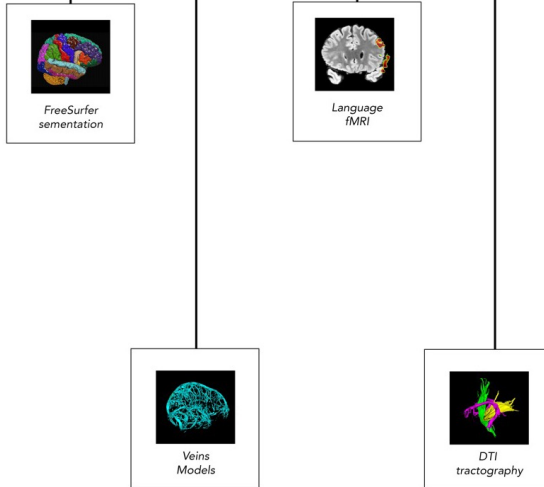 FreeSurfer
sementation
Language
fMRI
Veins
Models
DTI
tractography